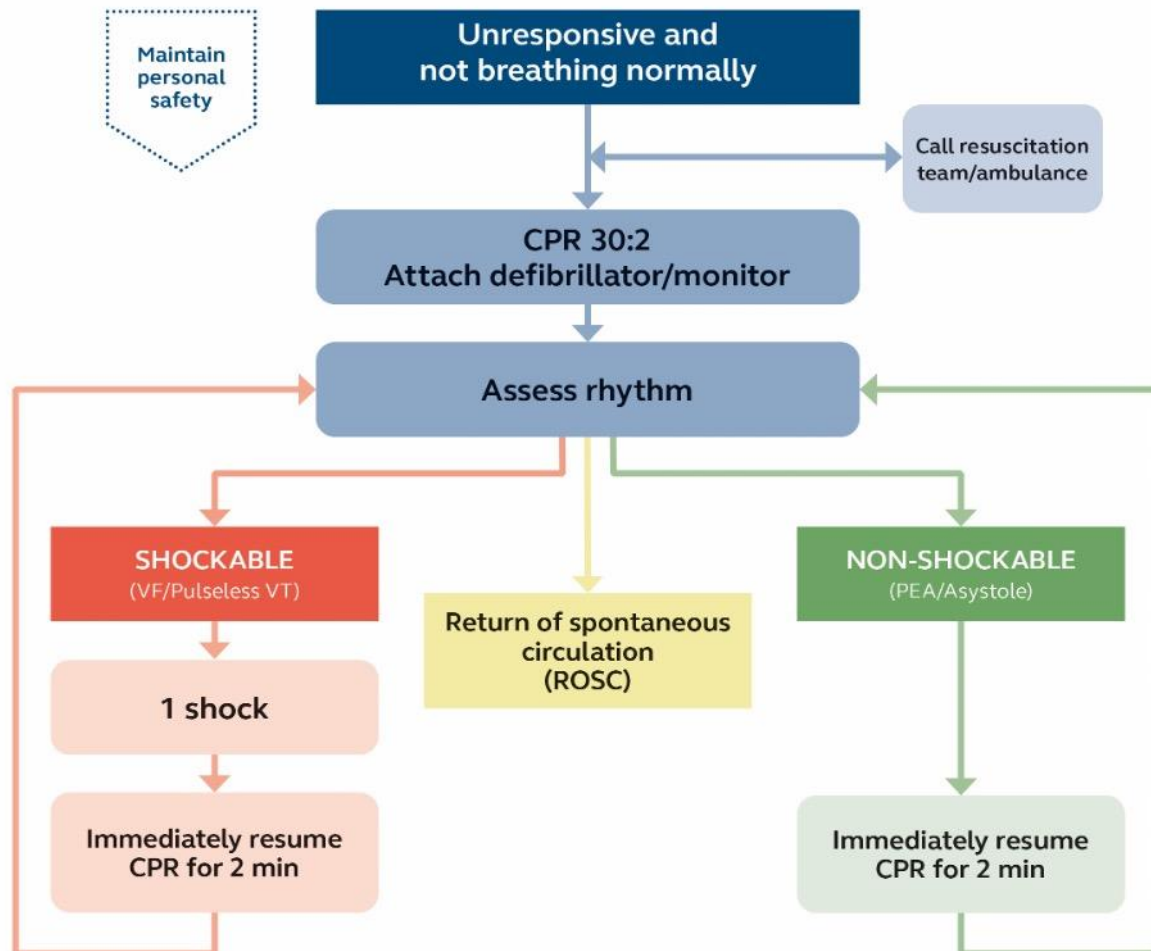 Maintain
personal
safety
Unresponsive and
not breathing normally
Call resuscitation
team/ambulance
CPR 30:2
Attach defibrillator/monitor
Assess rhythm
SHOCKABLE
(VF/Pulseless VT)
NON-SHOCKABLE
(PEA/Asystole)
Return of spontaneous
circulation
(ROSC)
1 shock
Immediately resume
CPR for 2 min
Immediately resume
CPR for 2 min